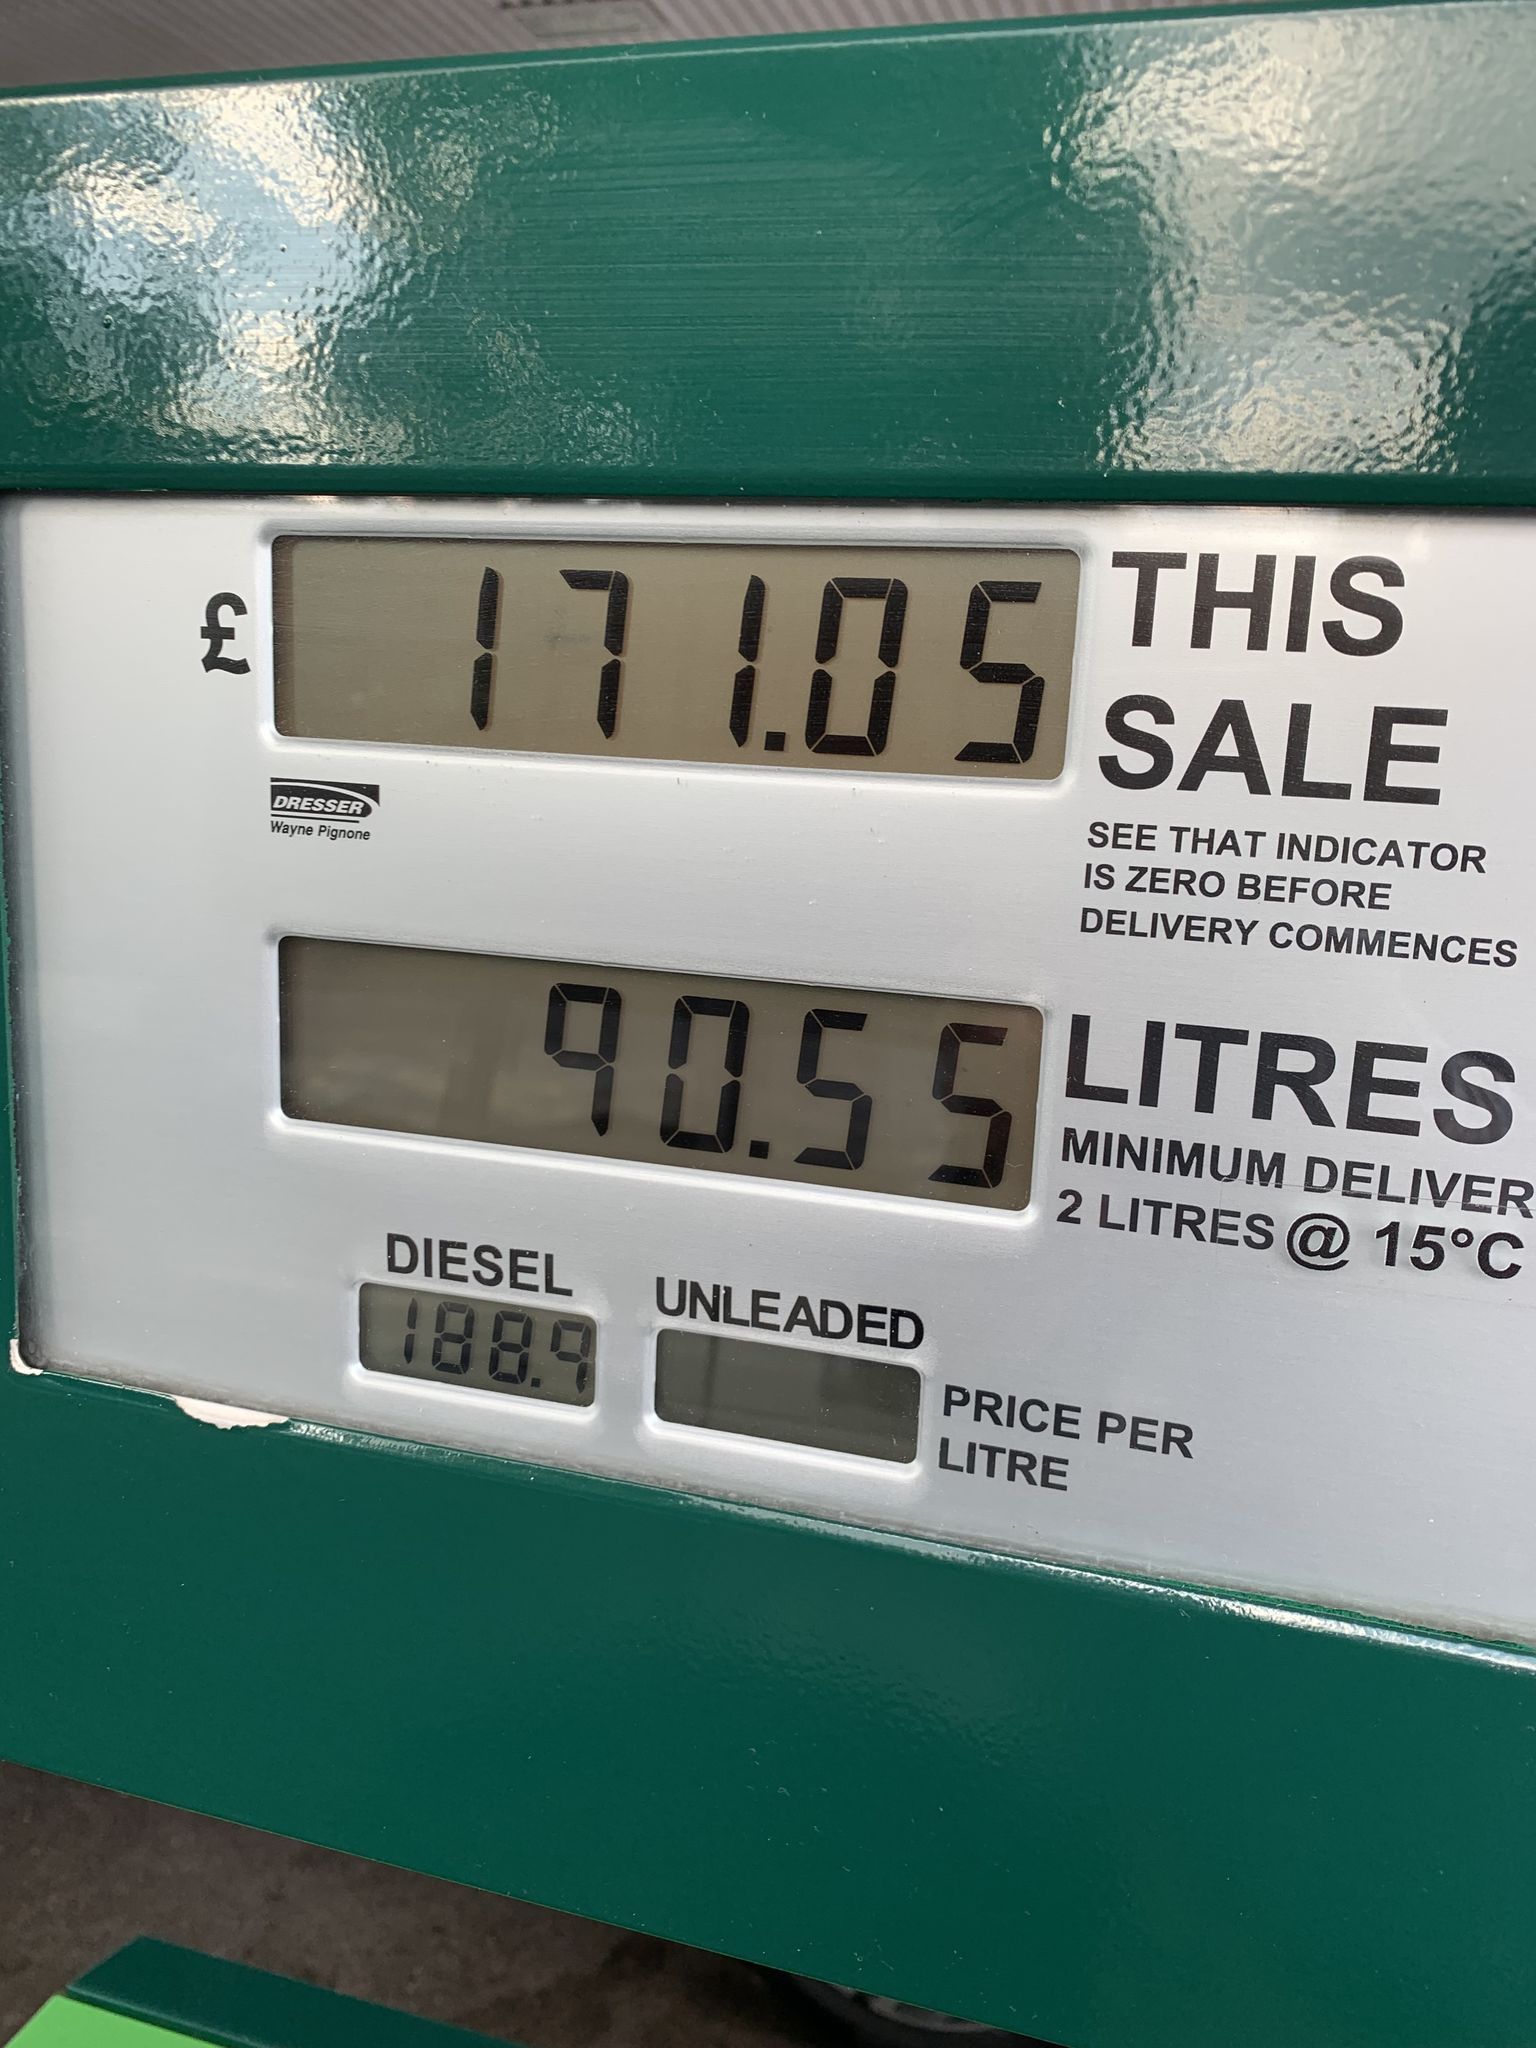 £ 171.05
THIS
SALE
DRESSER
Wayne Pignone
SEE THAT INDICATOR
IS ZERO BEFORE
DELIVERY COMMENCES
90.55
LITRES
MINIMUM DELIVER
2 LITRES @ 15°C
DIESEL
188.9
UNLEADED
PRICE PER
LITRE